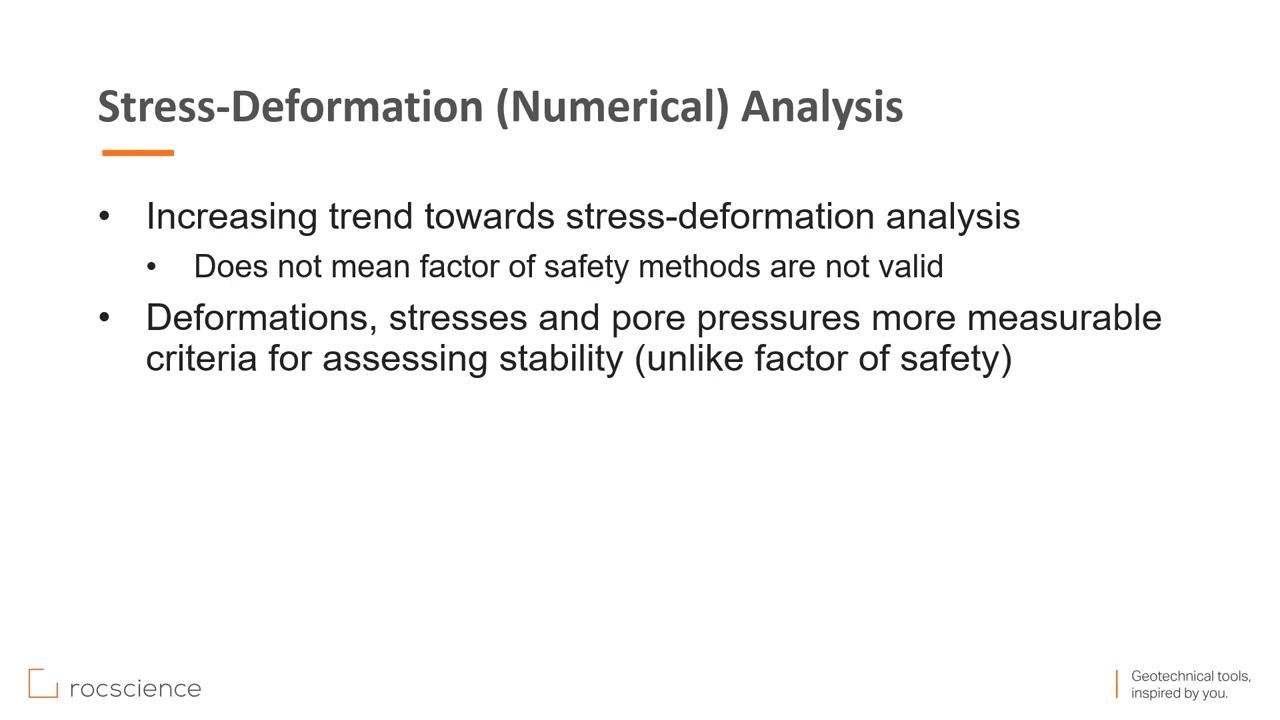 Stress-Deformation (Numerical) Analysis
• Increasing trend towards stress-deformation analysis
• Does not mean factor of safety methods are not valid
• Deformations, stresses and pore pressures more measurable
criteria for assessing stability (unlike factor of safety)
rocscience
Geotechnical tools,
inspired by you.